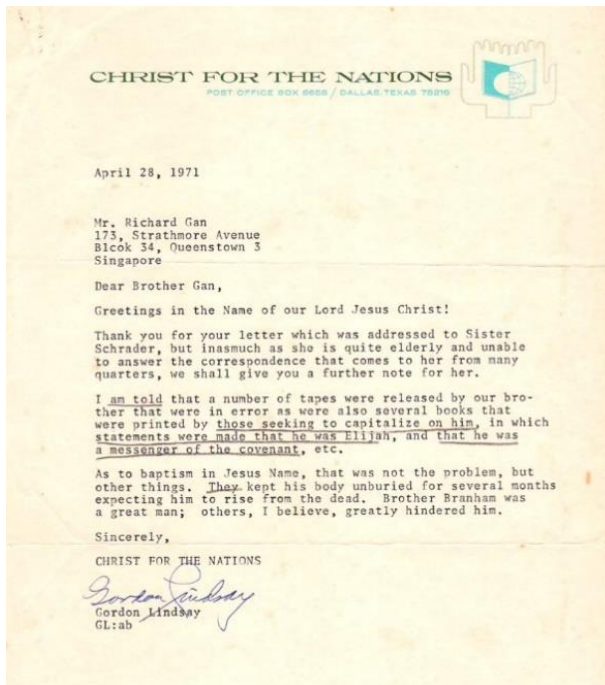 CHRIST FOR THE NATIONS
POST OFFICE BOX 8658 / DALLAS, TEXAS 75216
April 28, 1971
Mr. Richard Gan
173, Strathmore Avenue
Blcok 34, Queenstown 3
Singapore
Dear Brother Gan,
Greetings in the Name of our Lord Jesus Christ!
Thank you for your letter which was addressed to Sister
Schrader, but inasmuch as she is quite elderly and unable
to answer the correspondence that comes to her from many
quarters, we shall give you a further note for her.
I am told that a number of tapes were released by our bro-
ther that were in error as were also several books that
were printed by those seeking to capitalize on him, in which
statements were made that he was Elijah, and that he was
a messenger of the covenant, etc.
As to baptism in Jesus Name, that was not the problem, but
other things. They kept his body unburied for several months
expecting him to rise from the dead. Brother Branham was
a great man; others, I believe, greatly hindered him.
Sincerely,
CHRIST FOR THE NATIONS
Gordon Lindsay
Gordon Lindsay
GL:ab